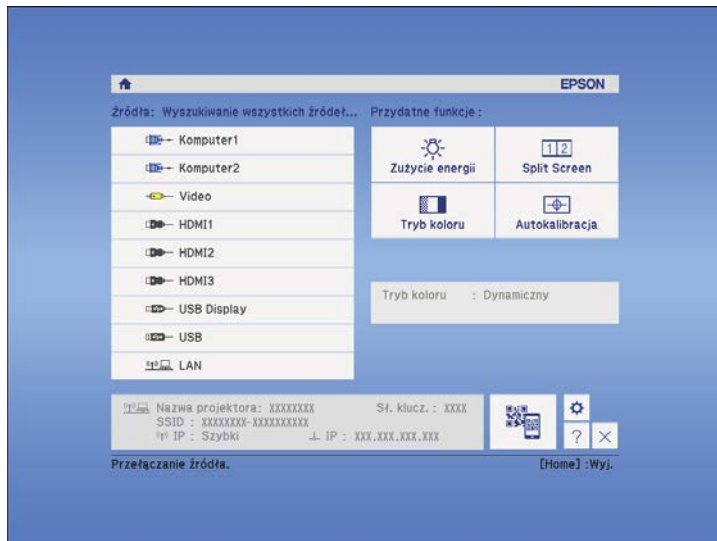 EPSON
źródła: Wyszukiwanie wszystkich źródeł...
Przydatne funkcje :
Komputer1
Komputer2
Video
HDMI1
HDMI2
HDMI3
USB Display
USB
LAN
Zużycie energii
1 2
Split Screen
Tryb koloru
Autokalibracja
Tryb koloru : Dynamiczny
Nazwa projektora: XXXXXXXX Sł. klucz. : XXXX
SSID : XXXXXXXX-XXXXXXXXXX
IP : Szybki IP : XXX.XXX.XXX.XXX
?
Przełączanie źródła. [Home] :Wyj.